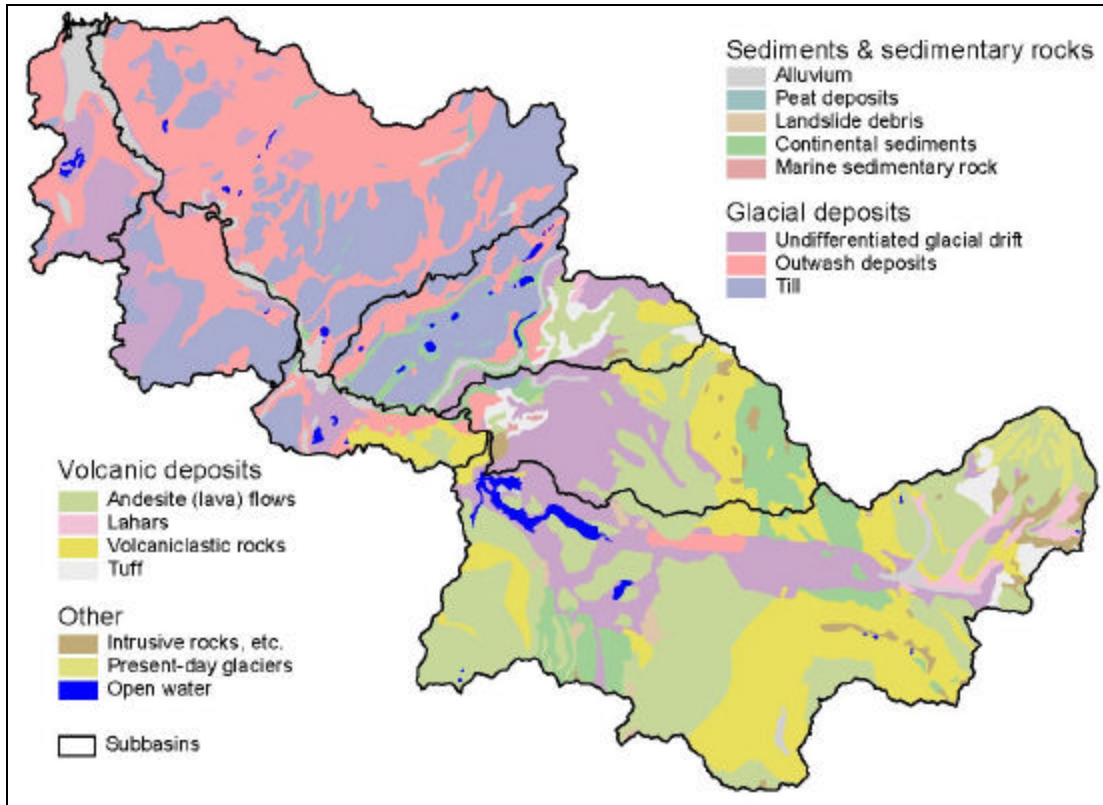 Sediments & sedimentary rocks
Alluvium
Peat deposits
Landslide debris
Continental sediments
Marine sedimentary rock
Glacial deposits
Undifferentiated glacial drift
Outwash deposits
Till
Volcanic deposits
Andesite (lava) flows
Lahars
Volcaniclastic rocks
Tuff
Other
Intrusive rocks, etc.
Present-day glaciers
Open water
Subbasins